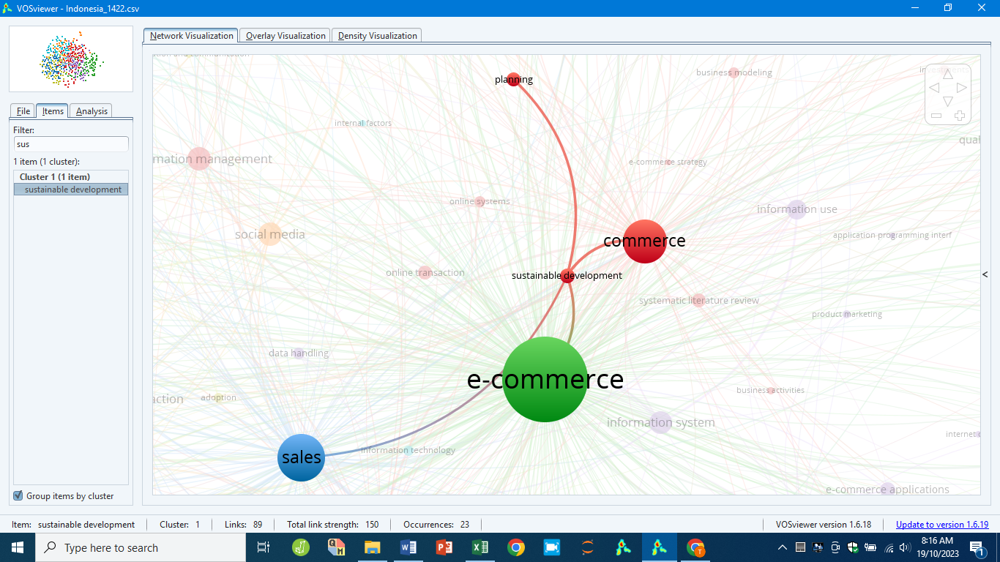 VOSviewer - Indonesia_1422.csv
Network Visualization
Overlay Visualization
Density Visualization
File
Items
Analysis
Filter:
sus
1 item (1 cluster):
Cluster 1 (1 item)
sustainable development
Group items by cluster
planning
business modeling
internal factors
mation management
qual
e-commerce strategy
online systems
information use
social media
commerce
application programming interf
online transaction
sustainable development
systematic literature review
product marketing
data handling
e-commerce
action
adoption
business activities
information system
internet
information technology
sales
e-commerce applications
<
Item: sustainable development
Cluster: 1
Links: 89
Total link strength: 150
Occurrences: 23
VOSviewer version 1.6.18
Update to version 1.6.19
Type here to search
8:16 AM
19/10/2023
1